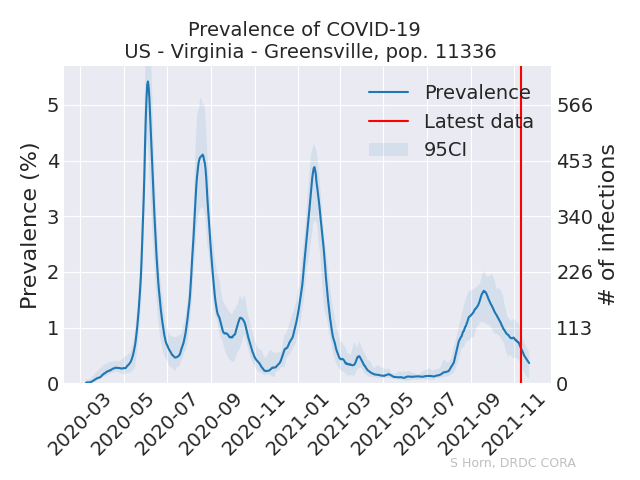 Prevalence of COVID-19
US - Virginia - Greensville, pop. 11336
Prevalence
Latest data
95CI
Prevalence (%)
5
4
3
2
1
0
566
453
340
226
113
0
# of infections
2020-03
2020-05
2020-07
2020-09
2020-11
2021-01
2021-03
2021-05
2021-07
2021-09
2021-11
S Horn, DRDC CORA